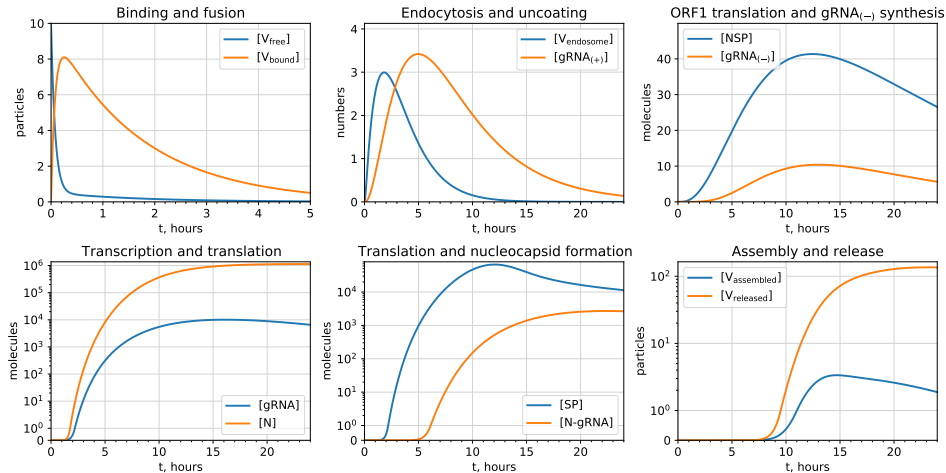 Binding and fusion
10
8
6
4
2
0
particles
[V_free]
[V_bound]
0 1 2 3 4 5
t, hours
Endocytosis and uncoating
4
3
2
1
0
numbers
[V_endosome]
[gRNA_(+)]
0 5 10 15 20
t, hours
ORF1 translation and gRNA_(−) synthesis
40
30
20
10
0
molecules
[NSP]
[gRNA_(−)]
0 5 10 15 20
t, hours
Transcription and translation
10^6
10^5
10^4
10^3
10^2
10^1
10^0
0
molecules
[gRNA]
[N]
0 5 10 15 20
t, hours
Translation and nucleocapsid formation
10^4
10^3
10^2
10^1
10^0
0
molecules
[SP]
[N-gRNA]
0 5 10 15 20
t, hours
Assembly and release
10^2
10^1
10^0
0
particles
[V_assembled]
[V_released]
0 5 10 15 20
t, hours